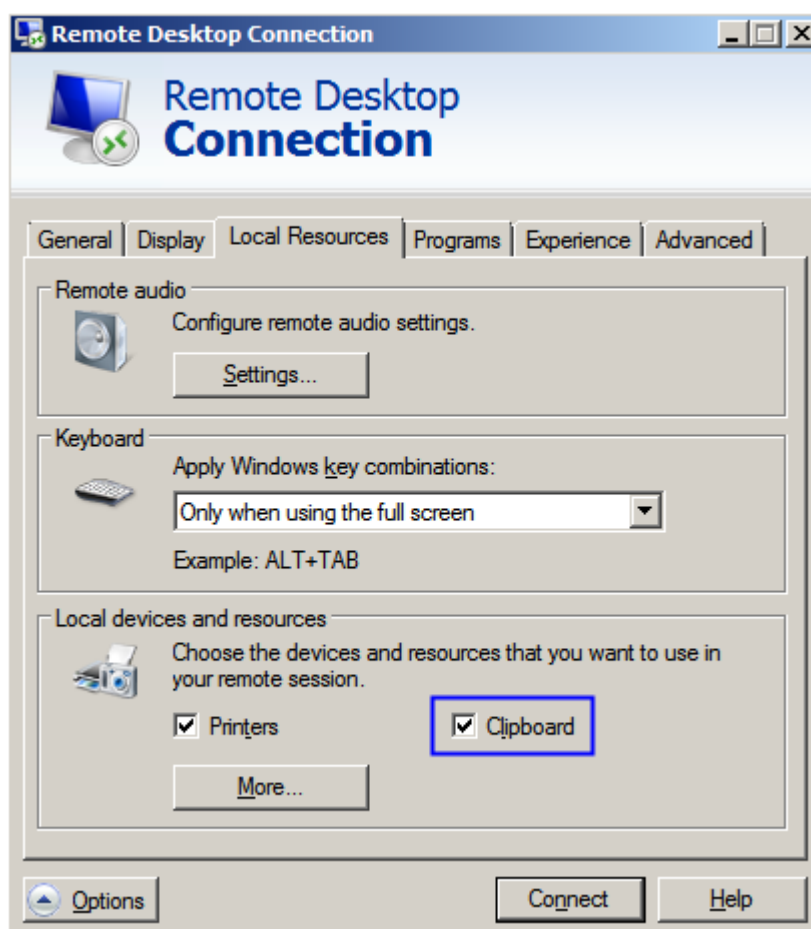 Remote Desktop Connection
Remote Desktop
Connection
General Display Local Resources Programs Experience Advanced
Remote audio
Configure remote audio settings.
Settings...
Keyboard
Apply Windows key combinations:
Only when using the full screen
Example: ALT+TAB
Local devices and resources
Choose the devices and resources that you want to use in
your remote session.
Printers Clipboard
More...
Options Connect Help